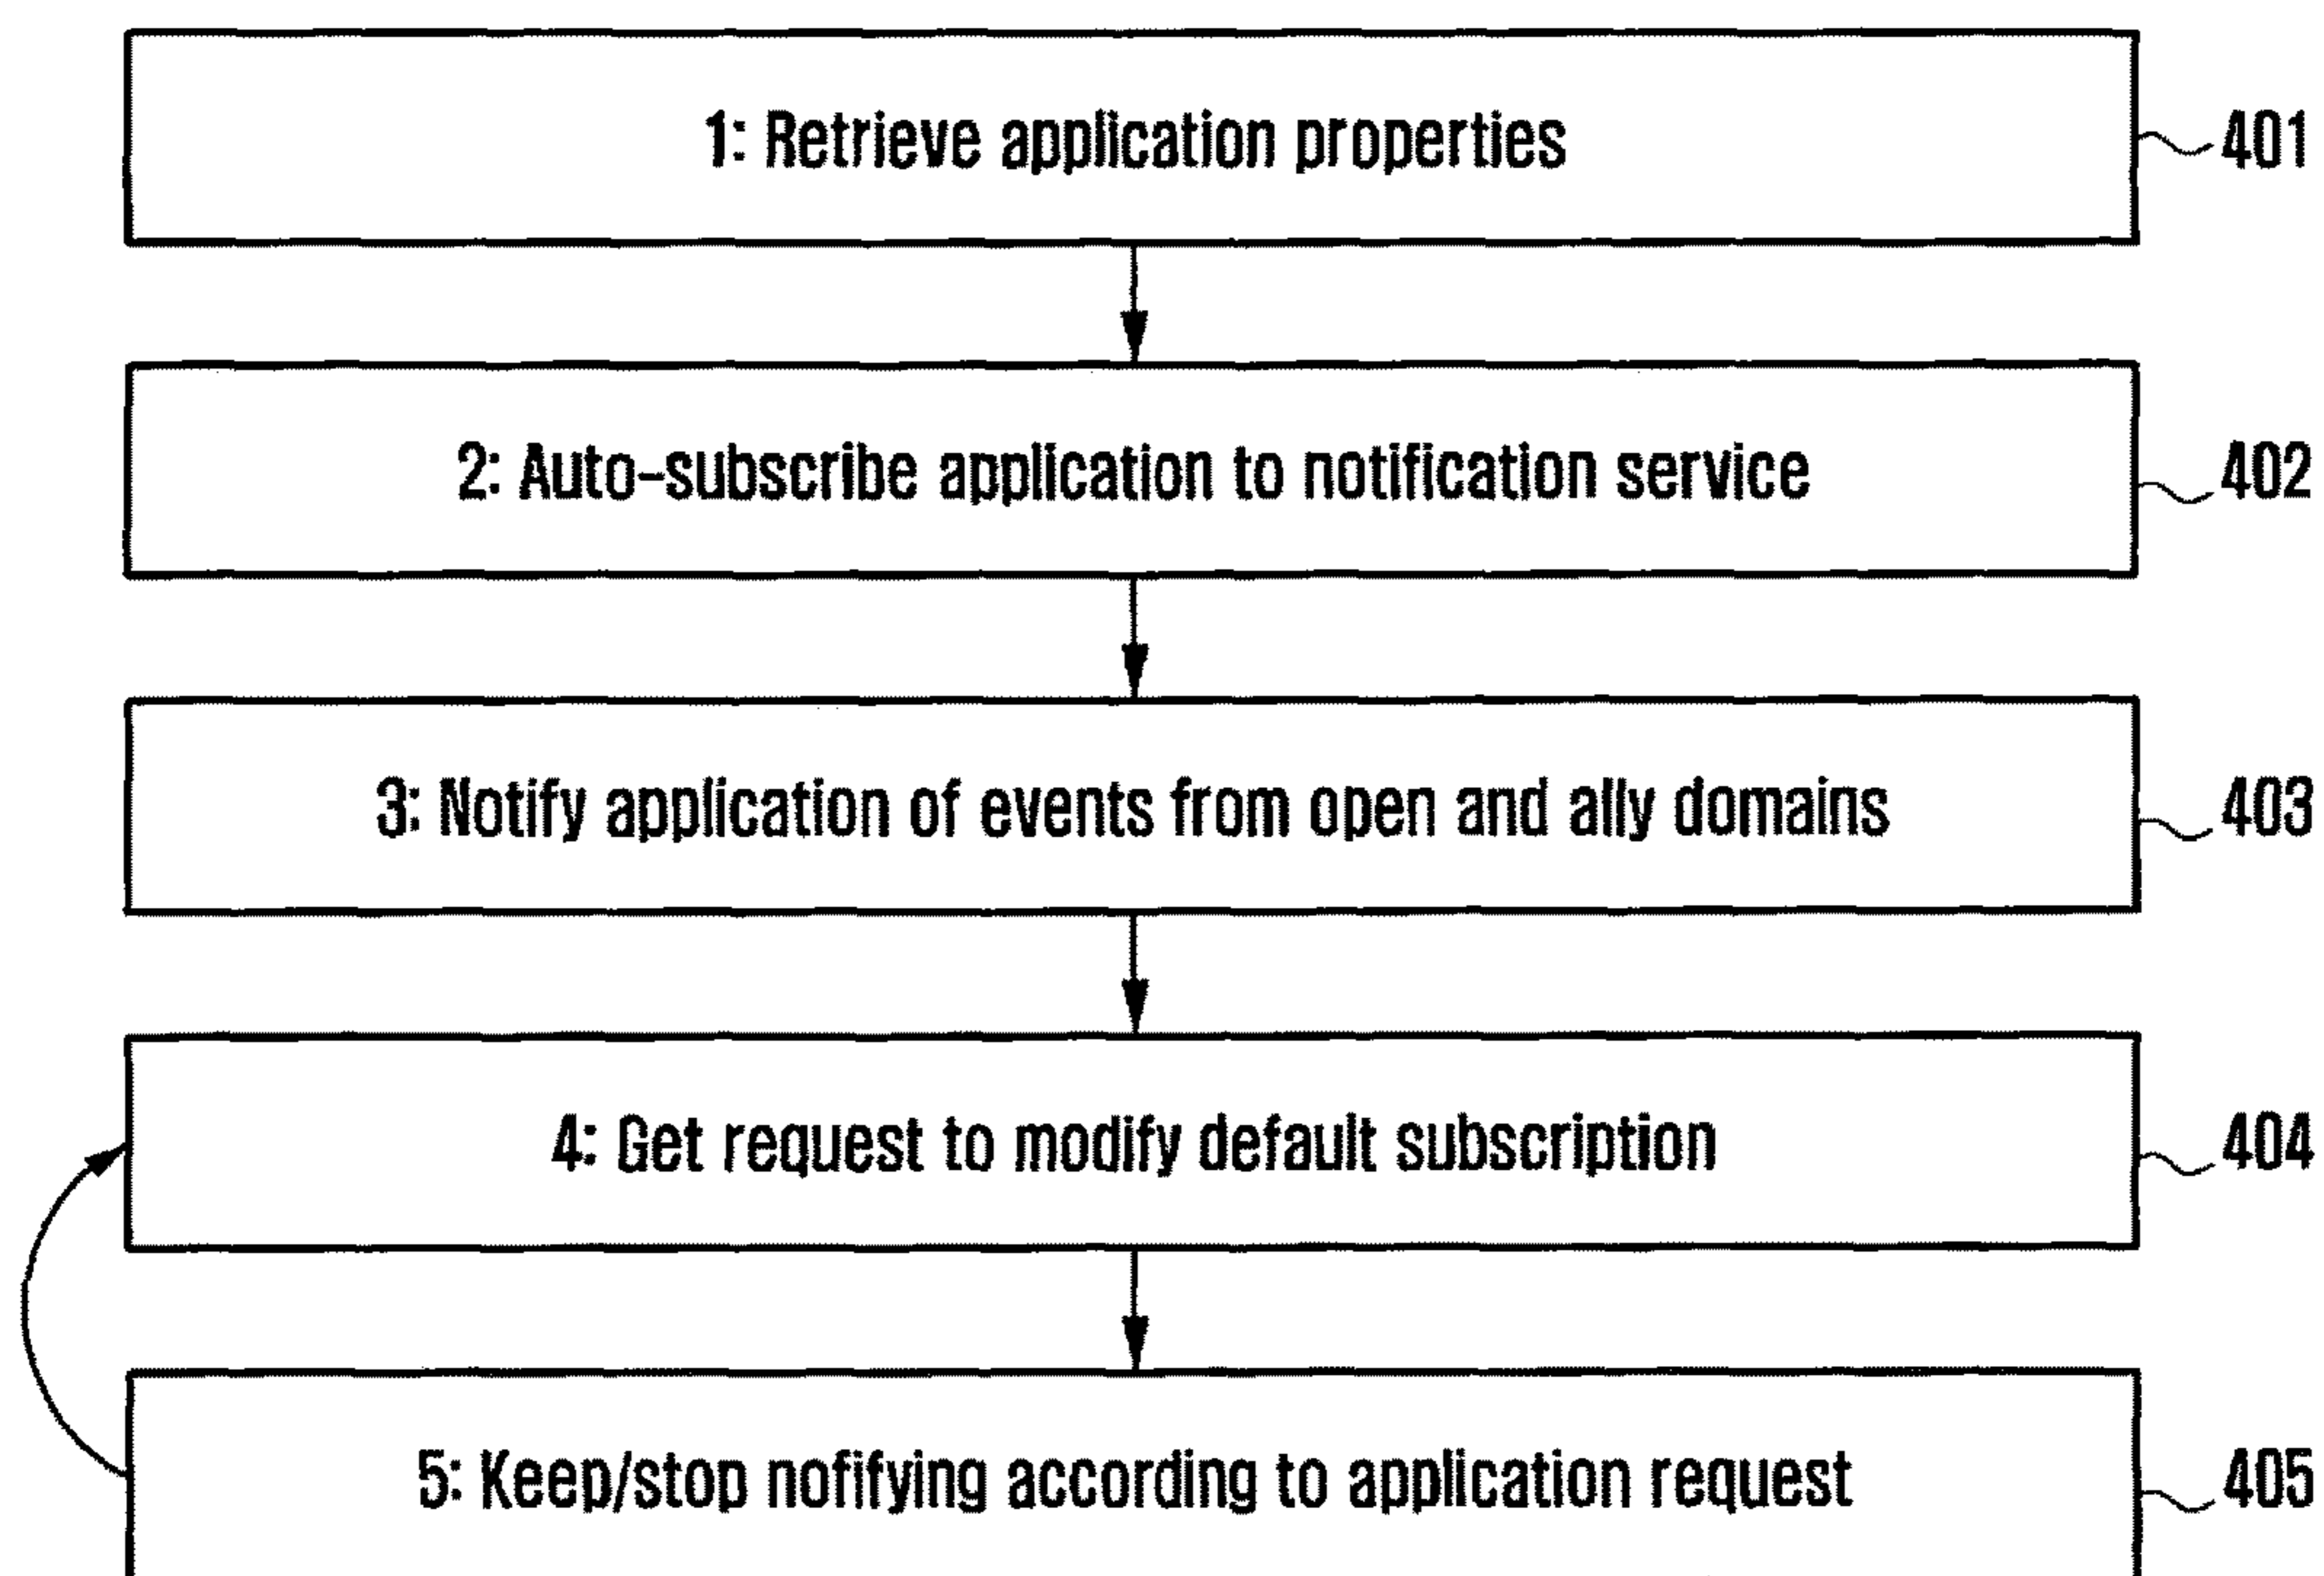 1: Retrieve application properties 401
2: Auto-subscribe application to notification service 402
3: Notify application of events from open and ally domains 403
4: Get request to modify default subscription 404
5: Keep/stop nofifying according to application request 405